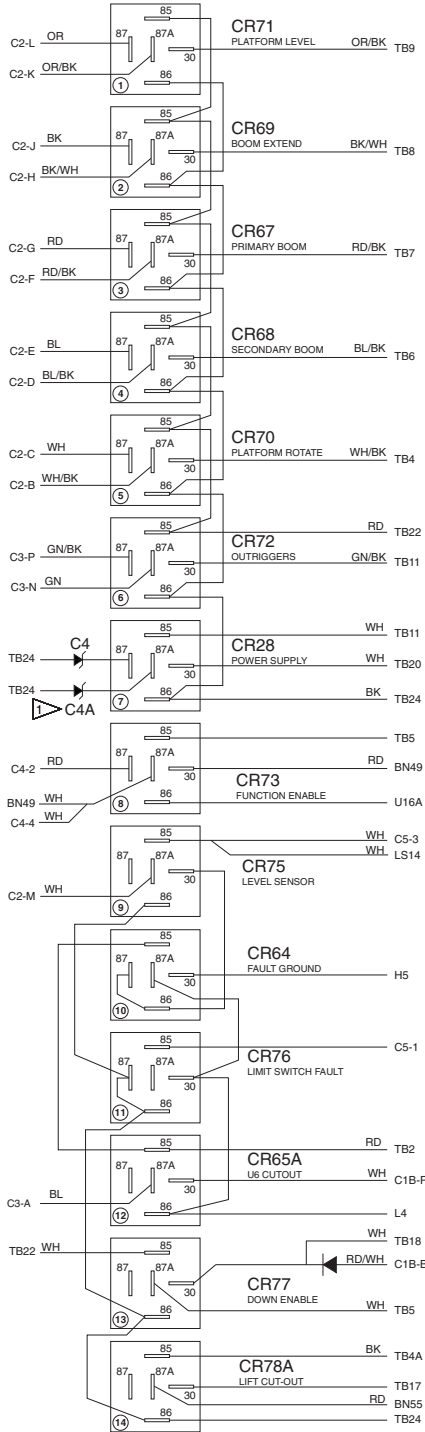 85
CR71
C2-L OR 87 87A PLATFORM LEVEL OR/BK TB9
C2-K OR/BK 30
86
1
85
CR69
C2-J BK 87 87A BOOM EXTEND BK/WH TB8
C2-H BK/WH 30
86
2
85
CR67
C2-G RD 87 87A PRIMARY BOOM RD/BK TB7
C2-F RD/BK 30
86
3
85
CR68
C2-E BL 87 87A SECONDARY BOOM BL/BK TB6
C2-D BL/BK 30
86
4
85
CR70
C2-C WH 87 87A PLATFORM ROTATE WH/BK TB4
C2-B WH/BK 30
86
5
85 RD TB22
CR72
C3-P GN/BK 87 87A OUTRIGGERS GN/BK TB11
C3-N GN 30
86
6
85 WH TB11
CR28
TB24 C4 87 87A POWER SUPPLY WH TB20
TB24 30
1 C4A 86 BK TB24
7
85 TB5
C4-2 RD 87 87A RD BN49
30
CR73
BN49 WH 86 FUNCTION ENABLE U16A
C4-4 WH
8
85 WH C5-3
WH LS14
CR75
87 87A LEVEL SENSOR
C2-M WH 30
86
9
85
CR64
87 87A FAULT GROUND H5
30
86
10
85 C5-1
CR76
87 87A LIMIT SWITCH FAULT
30
86
11
85 RD TB2
CR65A
87 87A U6 CUTOUT WH C1B-P
C3-A BL 30
86 L4
12
WH TB18
TB22 WH 85 RD/WH C1B-B
87 87A CR77
30 DOWN ENABLE WH TB5
86
13
85 BK TB4A
CR78A
87 87A LIFT CUT-OUT TB17
30 RD BN55
86 TB24
14